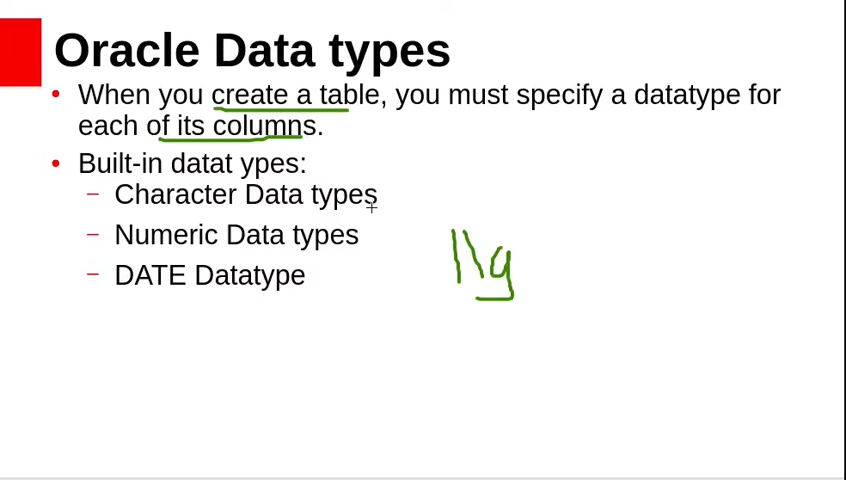 Oracle Data types
• When you create a table, you must specify a datatype for
each of its columns.
• Built-in datat ypes:
– Character Data types
– Numeric Data types
11g
– DATE Datatype